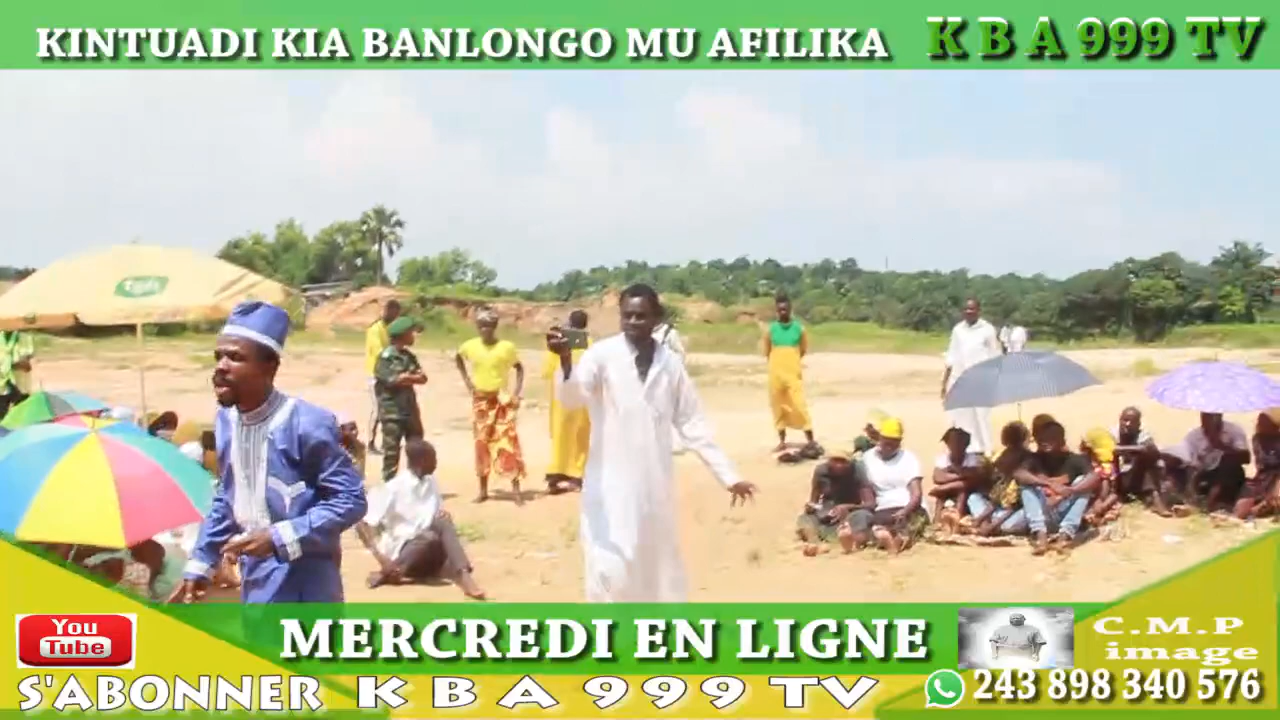 KINTUADI KIA BANLONGO MU AFILIKA
K B A 999 TV
MERCREDI EN LIGNE
You
Tube
S'ABONNER K B A 999 TV
C.M.P
image
243 898 340 576